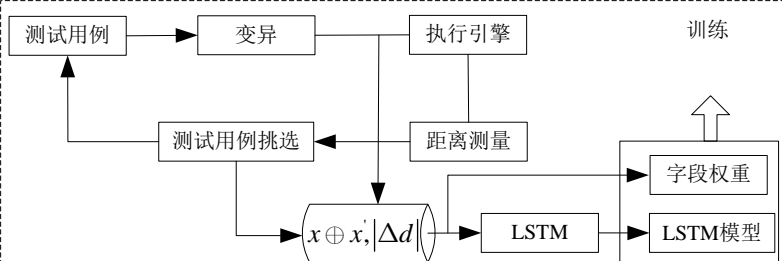 测试用例
变异
执行引擎
训练
测试用例挑选
距离测量
字段权重
x ⊕ x', |Δd|
LSTM
LSTM模型